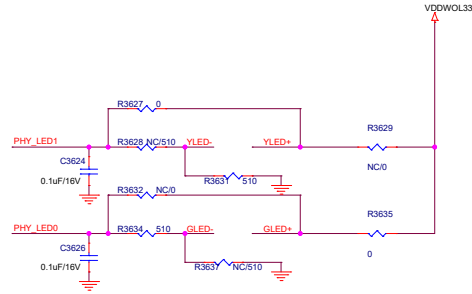 VDDWOL33
R3627 0
PHY_LED1
R3628 NC/510
YLED-
YLED+
R3629
C3624
0.1uF/16V
R3631 510
NC/0
R3632 NC/0
PHY_LED0
R3634 510
GLED-
GLED+
R3635
C3626
0.1uF/16V
R3637 NC/510
0